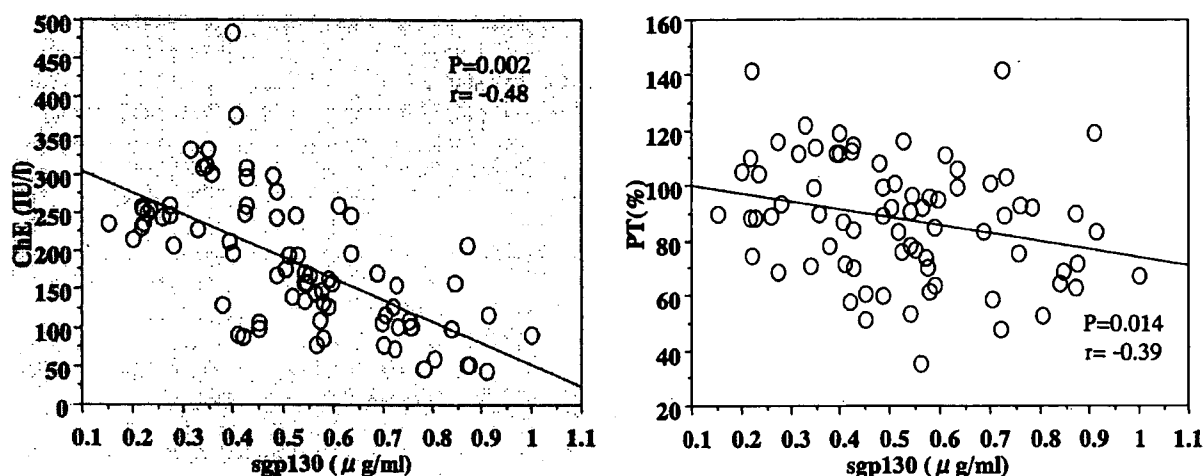 500
450
400
350
300
250
200
150
100
50
0
ChE (IU/l)
P=0.002
r= -0.48
0.1 0.2 0.3 0.4 0.5 0.6 0.7 0.8 0.9 1 1.1
sgp130 ( μ g/ml)
160
140
120
100
80
60
40
20
PT(%)
P=0.014
r= -0.39
0.1 0.2 0.3 0.4 0.5 0.6 0.7 0.8 0.9 1 1.1
sgp130 ( μ g/ml)